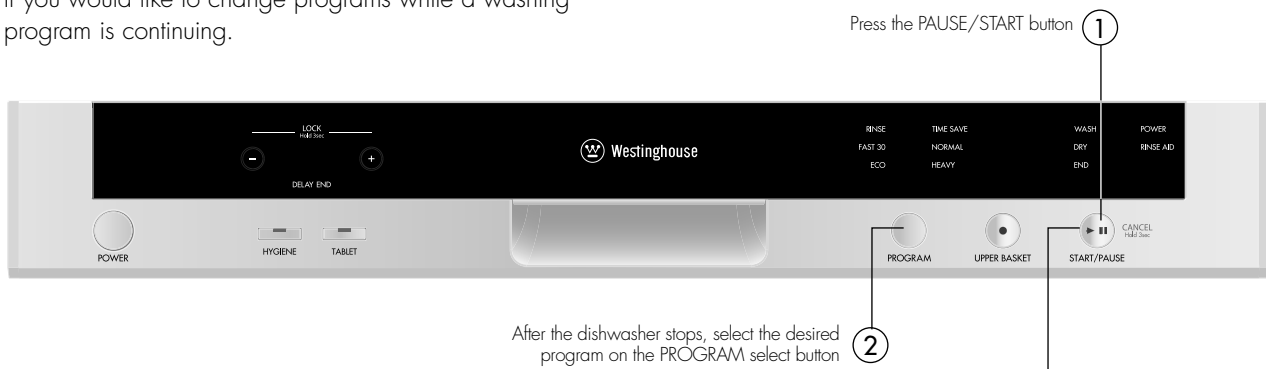 If you would like to change programs while a washing
program is continuing.
Press the PAUSE/START button 1
LOCK
Hold 3sec
-
+
DELAY END
Westinghouse
RINSE
FAST 30
ECO
TIME SAVE
NORMAL
HEAVY
WASH
DRY
END
POWER
RINSE AID
POWER
HYGIENE
TABLET
PROGRAM
UPPER BASKET
START/PAUSE
CANCEL
Hold 3sec
After the dishwasher stops, select the desired
program on the PROGRAM select button 2